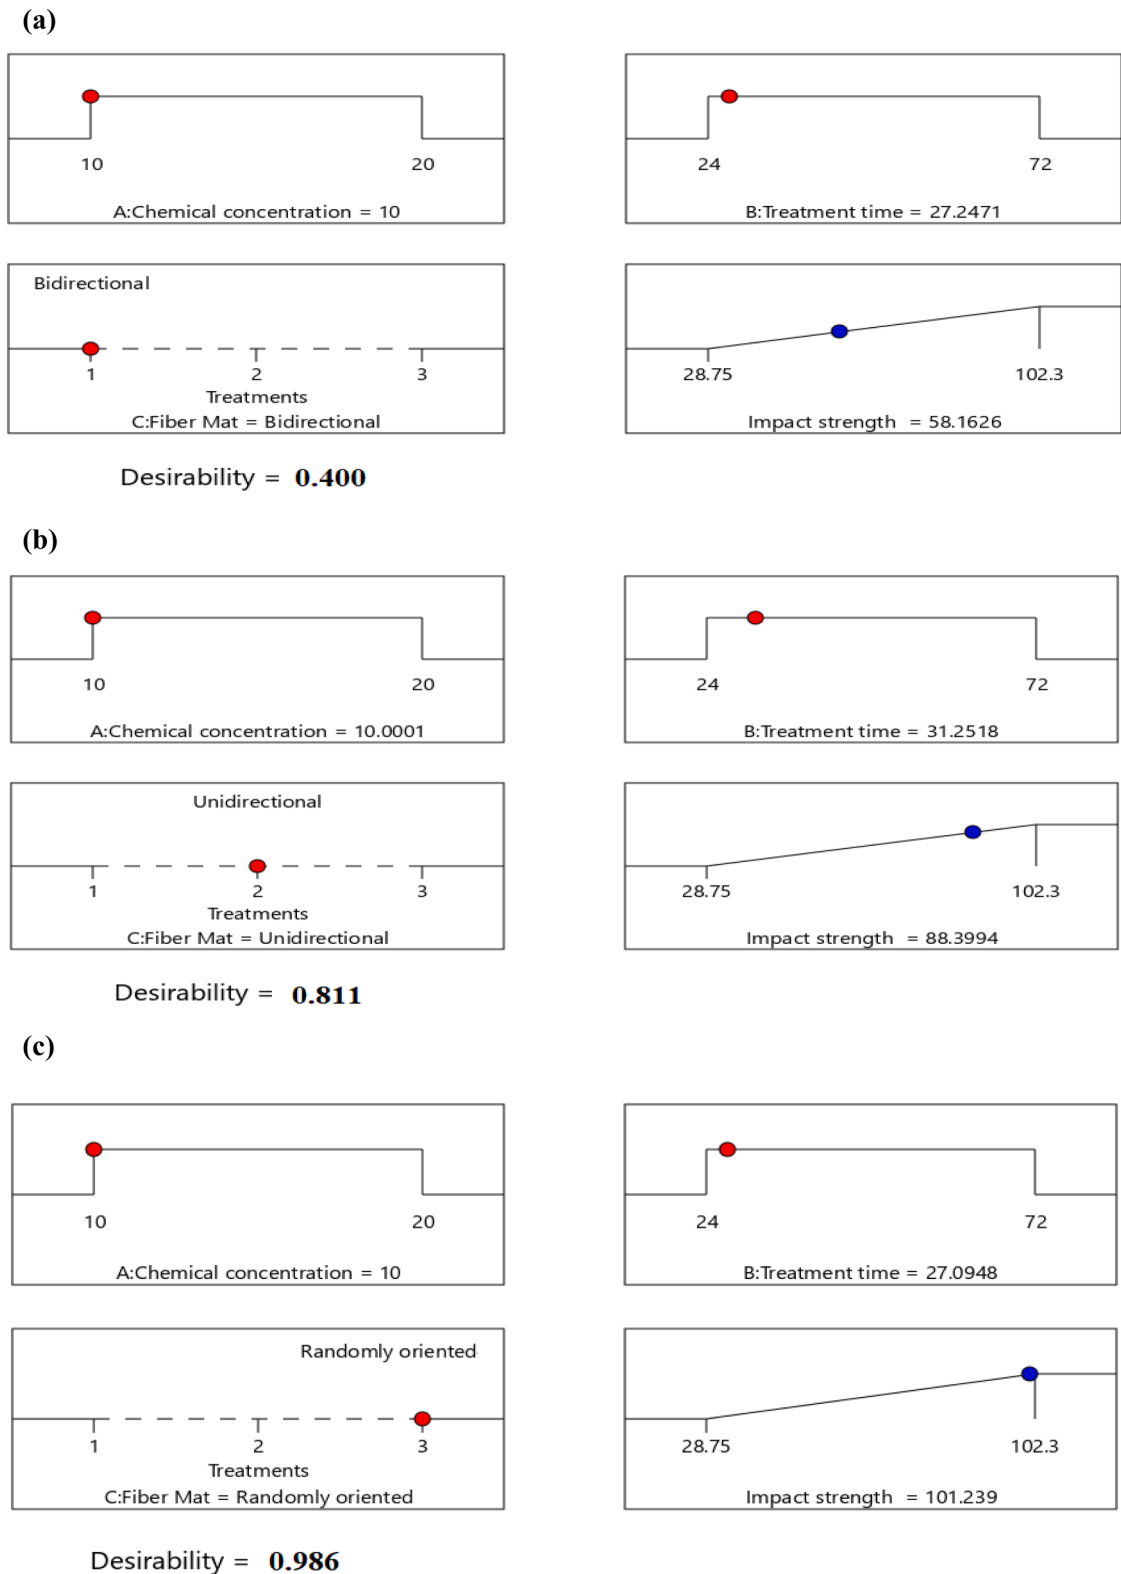 (a)
10 20
A:Chemical concentration = 10
24 72
B:Treatment time = 27.2471
Bidirectional
1 2 3
Treatments
C:Fiber Mat = Bidirectional
28.75 102.3
Impact strength = 58.1626
Desirability = 0.400
(b)
10 20
A:Chemical concentration = 10.0001
24 72
B:Treatment time = 31.2518
Unidirectional
1 2 3
Treatments
C:Fiber Mat = Unidirectional
28.75 102.3
Impact strength = 88.3994
Desirability = 0.811
(c)
10 20
A:Chemical concentration = 10
24 72
B:Treatment time = 27.0948
Randomly oriented
1 2 3
Treatments
C:Fiber Mat = Randomly oriented
28.75 102.3
Impact strength = 101.239
Desirability = 0.986